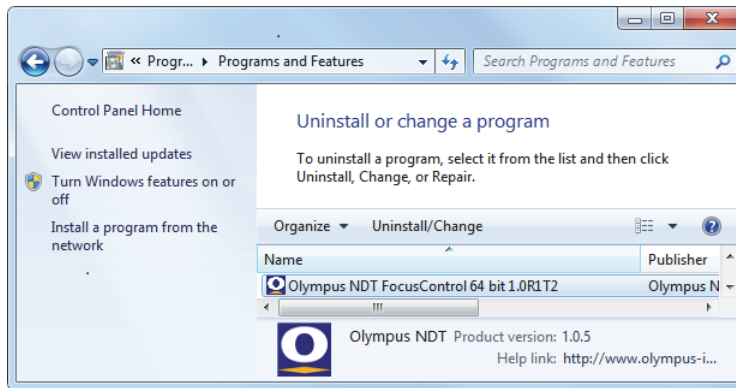 « Progr... ▸ Programs and Features
Search Programs and Features
Control Panel Home
View installed updates
Turn Windows features on or
off
Install a program from the
network
Uninstall or change a program
To uninstall a program, select it from the list and then click
Uninstall, Change, or Repair.
Organize Uninstall/Change
Name Publisher
Olympus NDT FocusControl 64 bit 1.0R1T2 Olympus N
Olympus NDT Product version: 1.0.5
Help link: http://www.olympus-i...